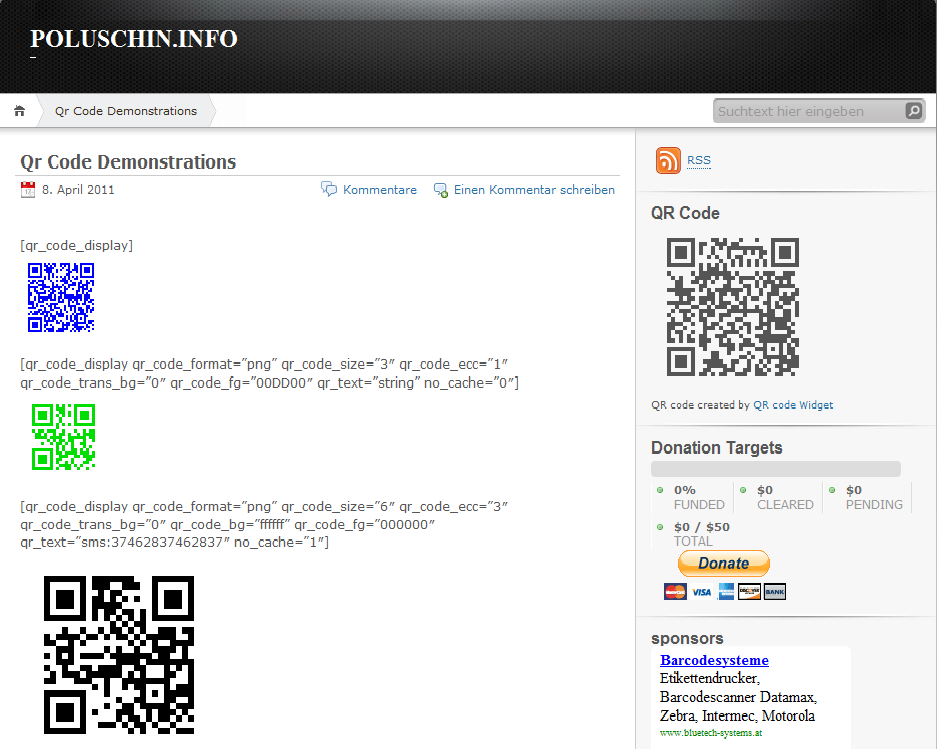 POLUSCHIN.INFO
Qr Code Demonstrations
Suchtext hier eingeben
Qr Code Demonstrations
8. April 2011
Kommentare
Einen Kommentar schreiben
[qr_code_display]
[qr_code_display qr_code_format=”png” qr_code_size=”3″ qr_code_ecc=”1″
qr_code_trans_bg=”0″ qr_code_fg=”00DD00″ qr_text=”string” no_cache=”0″]
[qr_code_display qr_code_format=”png” qr_code_size=”6″ qr_code_ecc=”3″
qr_code_trans_bg=”0″ qr_code_bg=”ffffff” qr_code_fg=”000000″
qr_text=”sms:37462837462837″ no_cache=”1″]
RSS
QR Code
QR code created by QR code Widget
Donation Targets
0%
FUNDED
$0
CLEARED
$0
PENDING
$0 / $50
TOTAL
Donate
MasterCard
VISA
DISCOVER
BANK
sponsors
Barcodesysteme
Etikettendrucker,
Barcodescanner Datamax,
Zebra, Intermec, Motorola
www.bluetech-systems.at